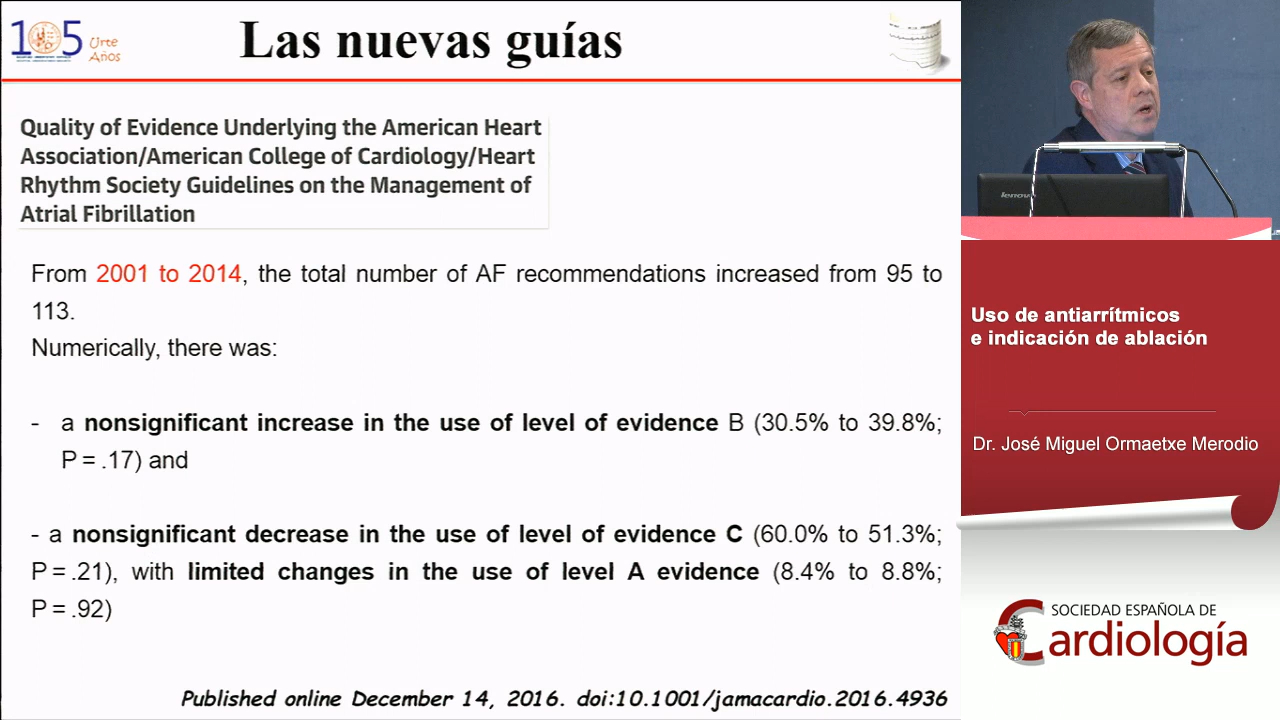 105 Urte
Años
Las nuevas guías
Quality of Evidence Underlying the American Heart
Association/American College of Cardiology/Heart
Rhythm Society Guidelines on the Management of
Atrial Fibrillation
From 2001 to 2014, the total number of AF recommendations increased from 95 to
113.
Numerically, there was:
- a nonsignificant increase in the use of level of evidence B (30.5% to 39.8%;
P = .17) and
- a nonsignificant decrease in the use of level of evidence C (60.0% to 51.3%;
P = .21), with limited changes in the use of level A evidence (8.4% to 8.8%;
P = .92)
Published online December 14, 2016. doi:10.1001/jamacardio.2016.4936
lenovo
Uso de antiarrítmicos
e indicación de ablación
Dr. José Miguel Ormaetxe Merodio
SOCIEDAD ESPAÑOLA DE
Cardiología